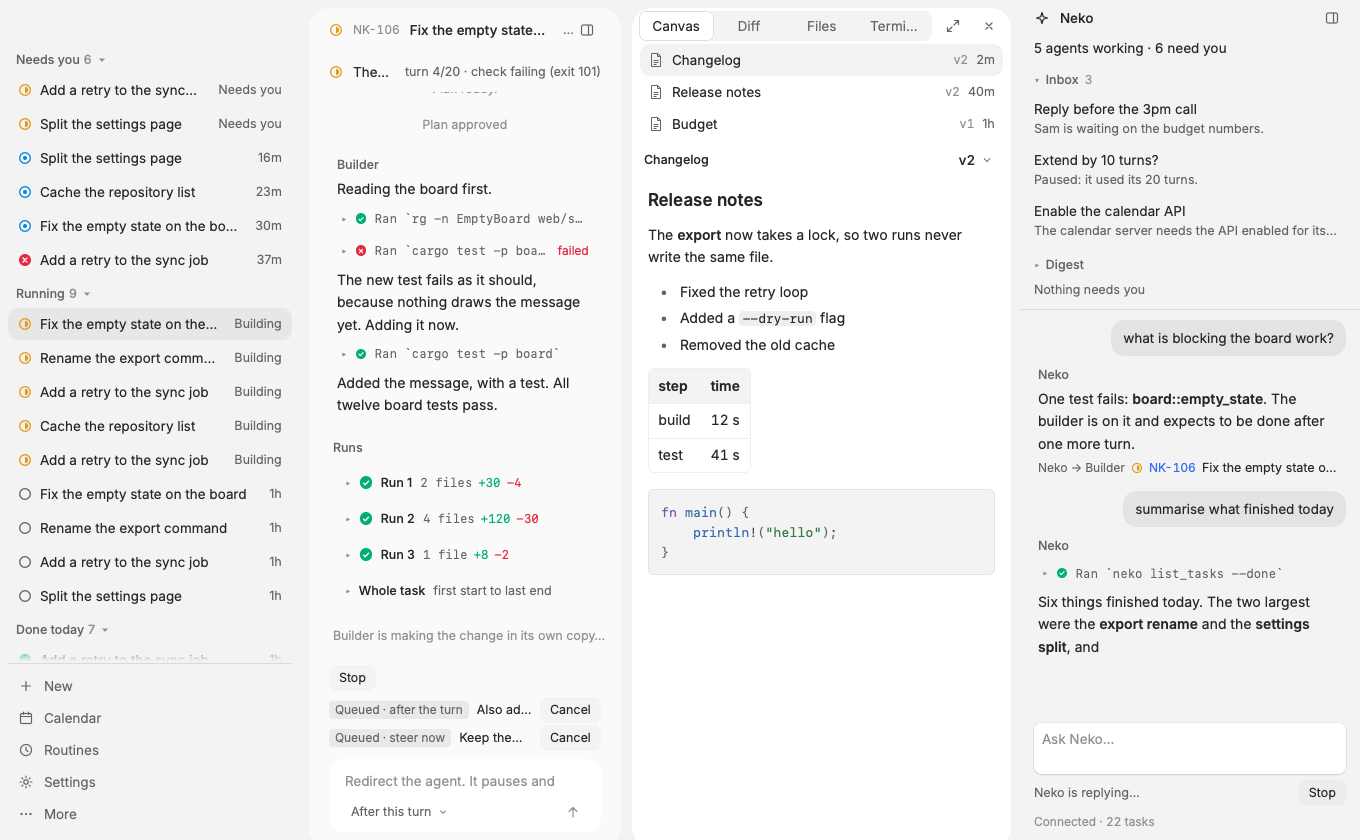 Needs you 6
Add a retry to the sync... Needs you
Split the settings page Needs you
Split the settings page 16m
Cache the repository list 23m
Fix the empty state on the bo... 30m
Add a retry to the sync job 37m
Running 9
Fix the empty state on the... Building
Rename the export comm... Building
Add a retry to the sync job Building
Cache the repository list Building
Add a retry to the sync job Building
Fix the empty state on the board 1h
Rename the export command 1h
Add a retry to the sync job 1h
Split the settings page 1h
Done today 7
Add a retry to the sync job 1h
New
Calendar
Routines
Settings
More
NK-106 Fix the empty state... ...
The... turn 4/20 · check failing (exit 101)
Plan ready.
Plan approved
Builder
Reading the board first.
Ran `rg -n EmptyBoard web/s...
Ran `cargo test -p boa... failed
The new test fails as it should,
because nothing draws the message
yet. Adding it now.
Ran `cargo test -p board`
Added the message, with a test. All
twelve board tests pass.
Runs
Run 1 2 files +30 −4
Run 2 4 files +120 −30
Run 3 1 file +8 −2
Whole task first start to last end
Builder is making the change in its own copy...
Stop
Queued · after the turn Also ad... Cancel
Queued · steer now Keep the... Cancel
Redirect the agent. It pauses and
After this turn
Canvas Diff Files Termi...
Changelog v2 2m
Release notes v2 40m
Budget v1 1h
Changelog v2
Release notes
The export now takes a lock, so two runs never
write the same file.
• Fixed the retry loop
• Added a --dry-run flag
• Removed the old cache
step time
build 12 s
test 41 s
fn main() {
    println!("hello");
}
Neko
5 agents working · 6 need you
Inbox 3
Reply before the 3pm call
Sam is waiting on the budget numbers.
Extend by 10 turns?
Paused: it used its 20 turns.
Enable the calendar API
The calendar server needs the API enabled for its...
Digest
Nothing needs you
what is blocking the board work?
Neko
One test fails: board::empty_state. The
builder is on it and expects to be done after
one more turn.
Neko → Builder NK-106 Fix the empty state o...
summarise what finished today
Neko
Ran `neko list_tasks --done`
Six things finished today. The two largest
were the export rename and the settings
split, and
Ask Neko...
Neko is replying... Stop
Connected · 22 tasks